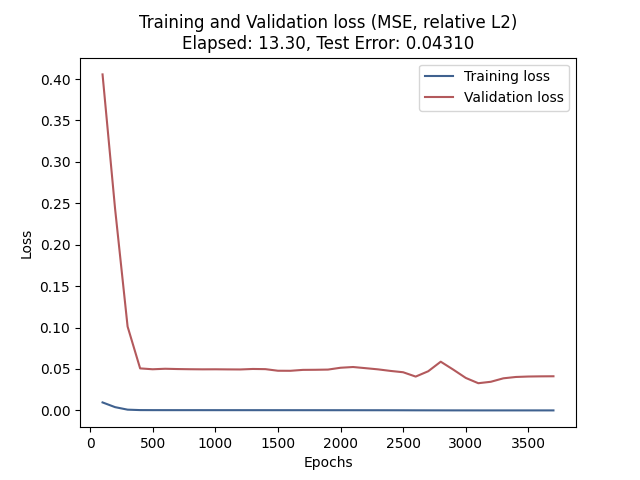 Training and Validation loss (MSE, relative L2)
Elapsed: 13.30, Test Error: 0.04310
Training loss
Validation loss
0.40
0.35
0.30
0.25
0.20
0.15
0.10
0.05
0.00
Loss
0 500 1000 1500 2000 2500 3000 3500
Epochs